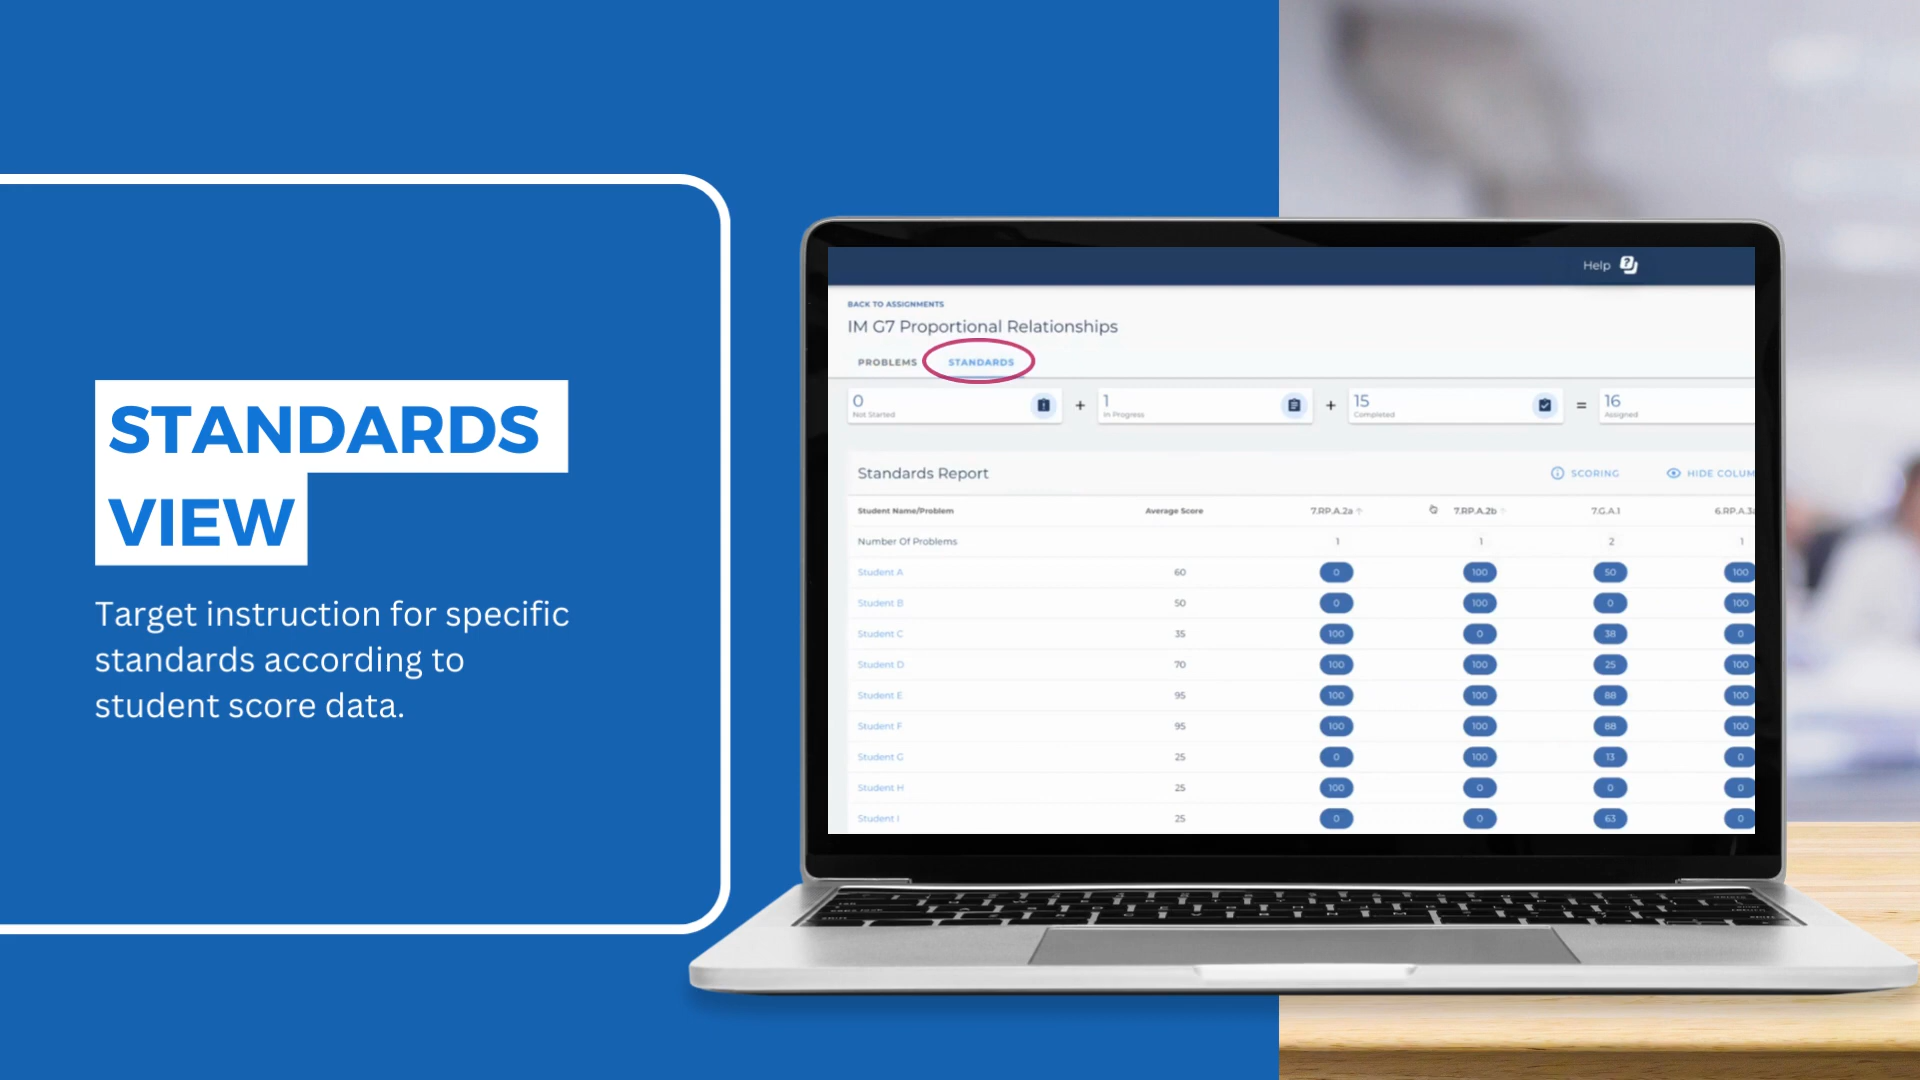 STANDARDS
VIEW
Target instruction for specific
standards according to
student score data.
Help
BACK TO ASSIGNMENTS
IM G7 Proportional Relationships
PROBLEMS STANDARDS
0 + 1 + 15 = 16
Not Started In Progress Completed Assigned
Standards Report SCORING HIDE COLUM
Student Name/Problem Average Score 7.RP.A.2a 7.RP.A.2b 7.G.A.1 6.RP.A.3
Number Of Problems 1 1 2 1
Student A 60 0 100 50 100
Student B 50 0 100 0 100
Student C 35 100 0 38 0
Student D 70 100 100 25 100
Student E 95 100 100 88 100
Student F 95 100 100 88 100
Student G 25 0 100 13 0
Student H 25 100 0 0 0
Student I 25 0 0 63 0